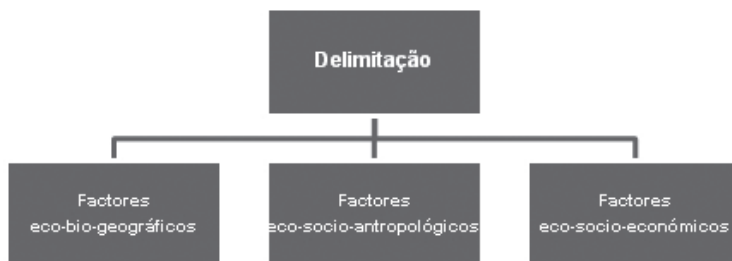 Delimitação
Factores
eco-bio-geográficos
Factores
eco-socio-antropológicos
Factores
eco-socio-económicos